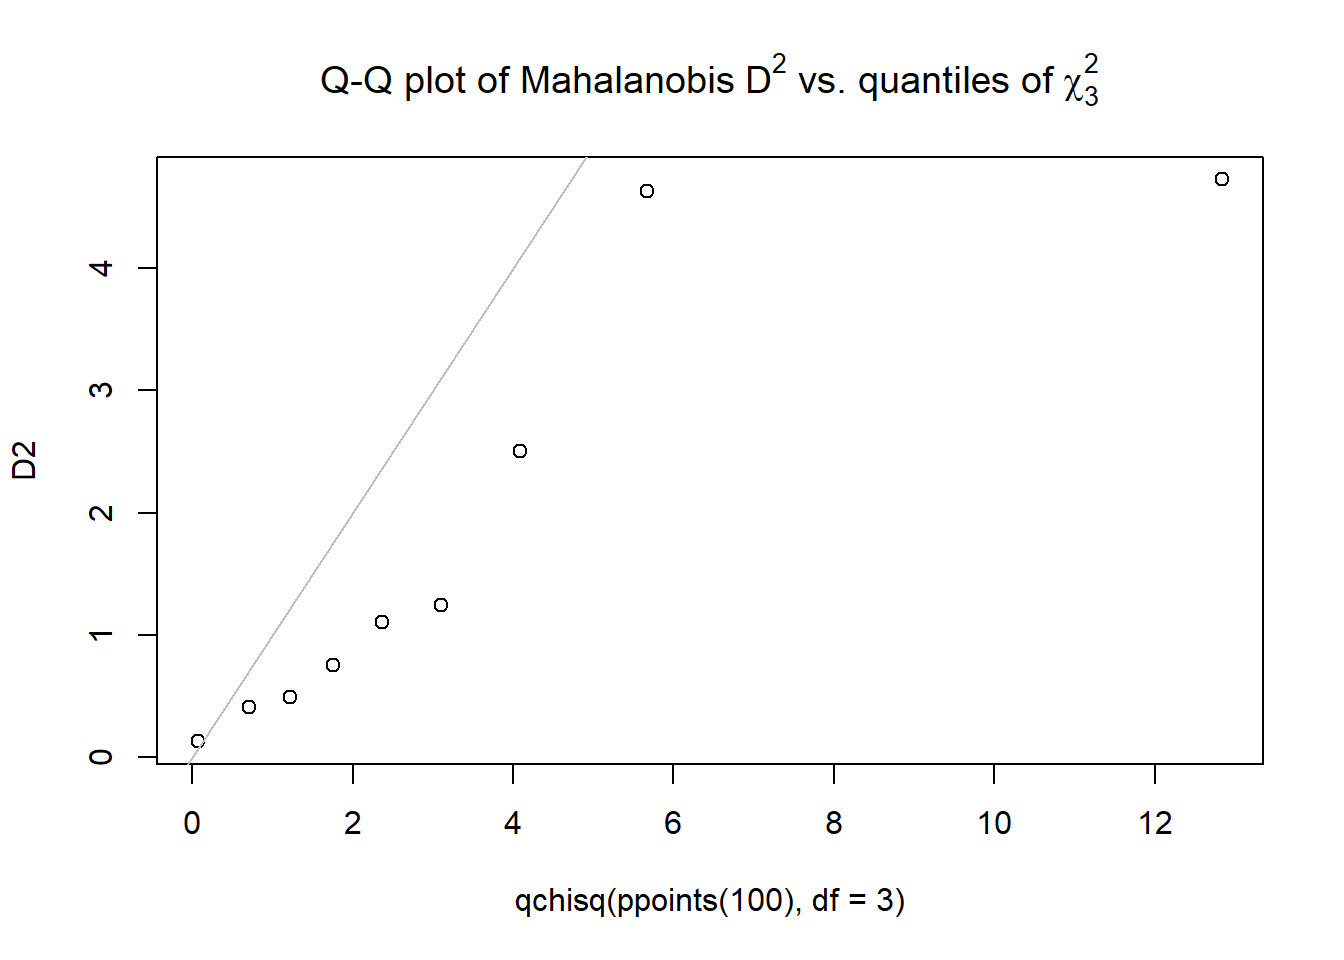 Q-Q plot of Mahalanobis D² vs. quantiles of χ²₃
D2
4
3
2
1
0
0 2 4 6 8 10 12
qchisq(ppoints(100), df = 3)